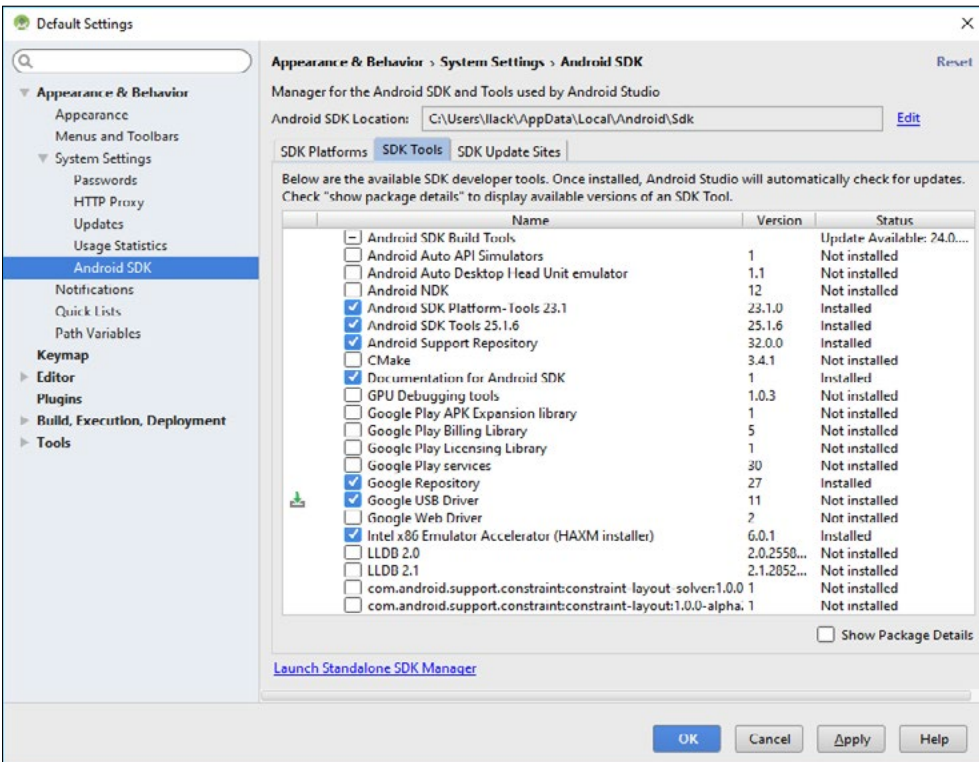 Default Settings
Appearance & Behavior › System Settings › Android SDK
Reset
Appearance & Behavior
Appearance
Menus and Toolbars
System Settings
Passwords
HTTP Proxy
Updates
Usage Statistics
Android SDK
Notifications
Quick Lists
Path Variables
Keymap
Editor
Plugins
Build, Execution, Deployment
Tools
Manager for the Android SDK and Tools used by Android Studio
Android SDK Location: C:\Users\llack\AppData\Local\Android\Sdk Edit
SDK Platforms SDK Tools SDK Update Sites
Below are the available SDK developer tools. Once installed, Android Studio will automatically check for updates.
Check "show package details" to display available versions of an SDK Tool.
Name Version Status
Android SDK Build Tools Update Available: 24.0....
Android Auto API Simulators 1 Not installed
Android Auto Desktop Head Unit emulator 1.1 Not installed
Android NDK 12 Not installed
Android SDK Platform-Tools 23.1 23.1.0 Installed
Android SDK Tools 25.1.6 25.1.6 Installed
Android Support Repository 32.0.0 Installed
CMake 3.4.1 Not installed
Documentation for Android SDK 1 Installed
GPU Debugging tools 1.0.3 Not installed
Google Play APK Expansion library 1 Not installed
Google Play Billing Library 5 Not installed
Google Play Licensing Library 1 Not installed
Google Play services 30 Not installed
Google Repository 27 Installed
Google USB Driver 11 Not installed
Google Web Driver 2 Not installed
Intel x86 Emulator Accelerator (HAXM installer) 6.0.1 Installed
LLDB 2.0 2.0.2558... Not installed
LLDB 2.1 2.1.2852... Not installed
com.android.support.constraint:constraint-layout-solver:1.0.0 1 Not installed
com.android.support.constraint:constraint-layout:1.0.0-alpha. 1 Not installed
Show Package Details
Launch Standalone SDK Manager
OK Cancel Apply Help